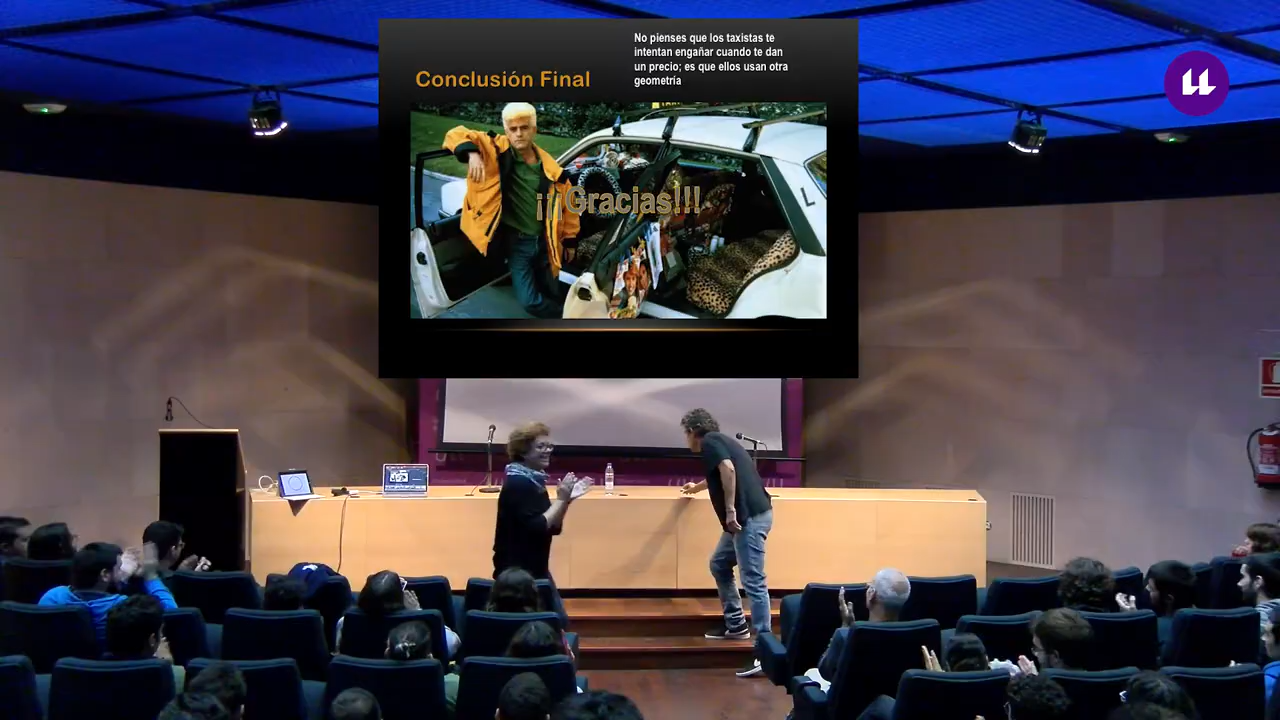 No pienses que los taxistas te
intentan engañar cuando te dan
un precio; es que ellos usan otra
geometría
Conclusión Final
¡¡¡Gracias!!!
L